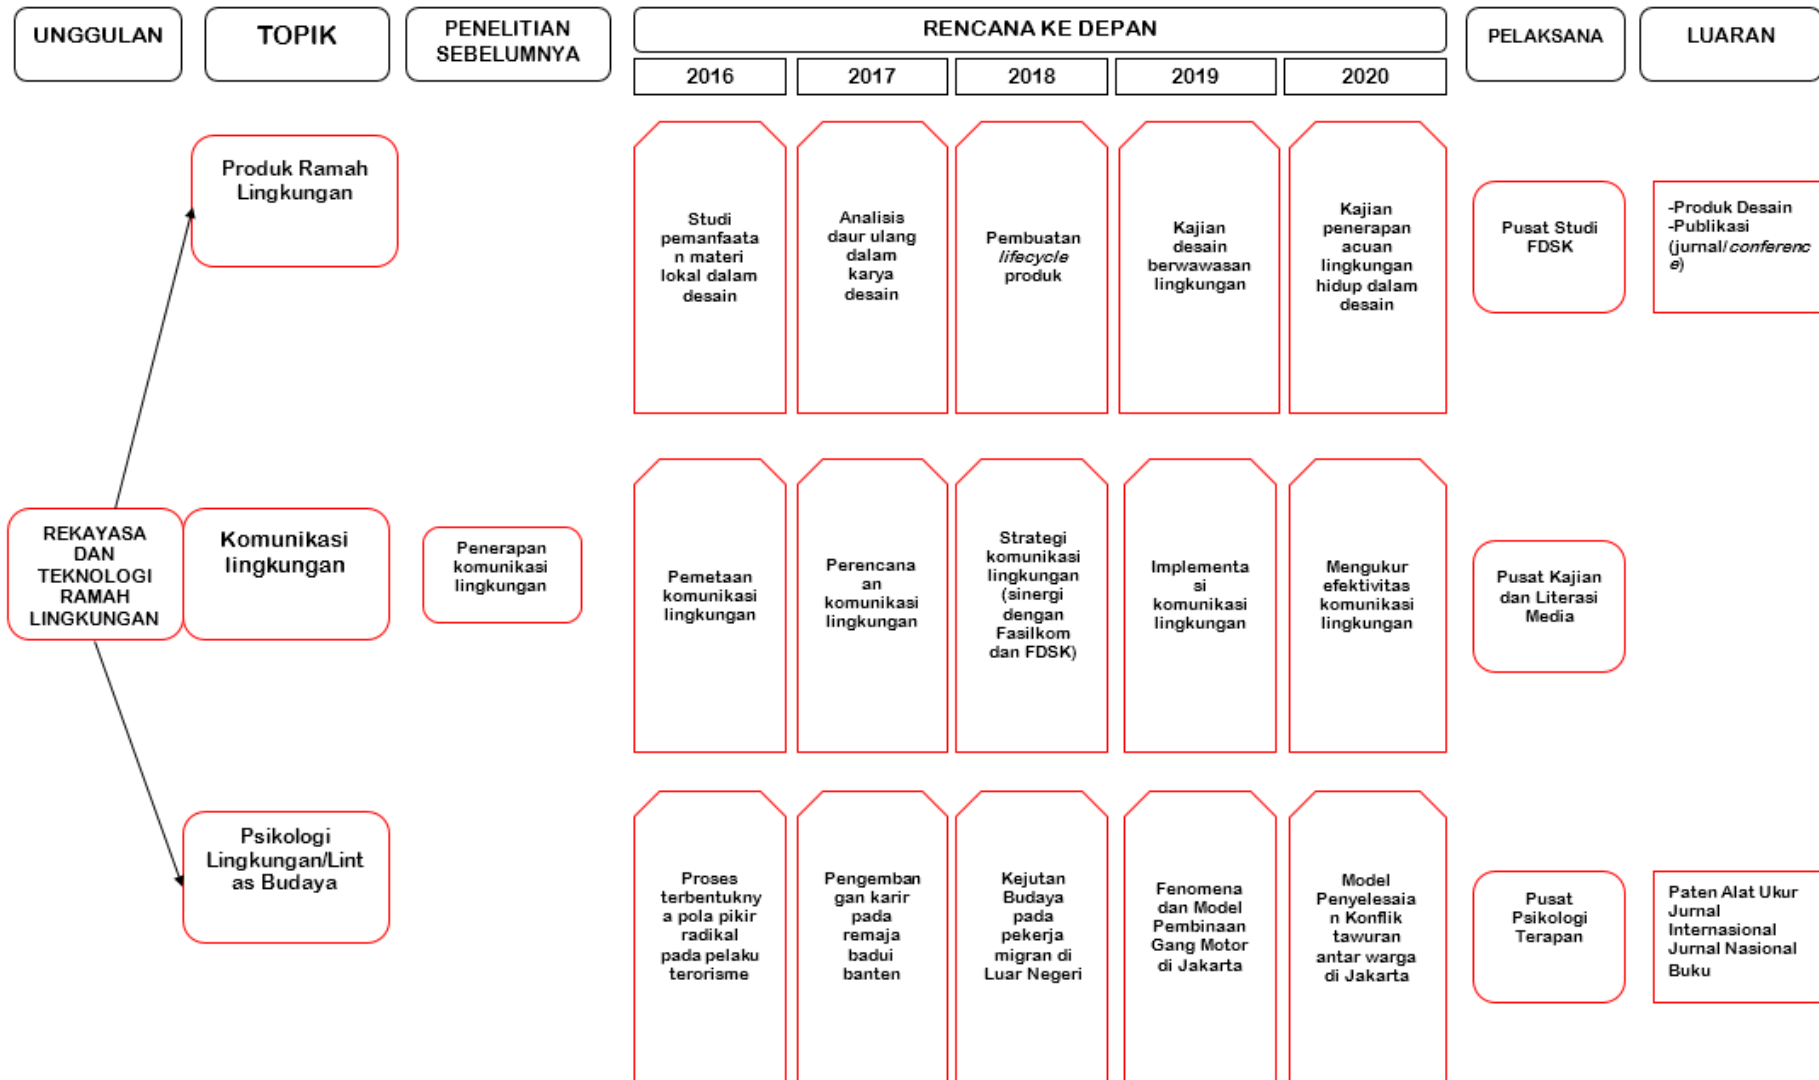 UNGGULAN
TOPIK
PENELITIAN
SEBELUMNYA
RENCANA KE DEPAN
2016
2017
2018
2019
2020
PELAKSANA
LUARAN
Produk Ramah
Lingkungan
Studi
pemanfaata
n materi
lokal dalam
desain
Analisis
daur ulang
dalam
karya
desain
Pembuatan
lifecycle
produk
Kajian
desain
berwawasan
lingkungan
Kajian
penerapan
acuan
lingkungan
hidup dalam
desain
Pusat Studi
FDSK
-Produk Desain
-Publikasi
(jurnal/conferenc
e)
REKAYASA
DAN
TEKNOLOGI
RAMAH
LINGKUNGAN
Komunikasi
lingkungan
Penerapan
komunikasi
lingkungan
Pemetaan
komunikasi
lingkungan
Perencana
an
komunikasi
lingkungan
Strategi
komunikasi
lingkungan
(sinergi
dengan
Fasilkom
dan FDSK)
Implementa
si
komunikasi
lingkungan
Mengukur
efektivitas
komunikasi
lingkungan
Pusat Kajian
dan Literasi
Media
Psikologi
Lingkungan/Lint
as Budaya
Proses
terbentukny
a pola pikir
radikal
pada pelaku
terorisme
Pengemban
gan karir
pada
remaja
badui
banten
Kejutan
Budaya
pada
pekerja
migran di
Luar Negeri
Fenomena
dan Model
Pembinaan
Gang Motor
di Jakarta
Model
Penyelesaia
n Konflik
tawuran
antar warga
di Jakarta
Pusat
Psikologi
Terapan
Paten Alat Ukur
Jurnal
Internasional
Jurnal Nasional
Buku